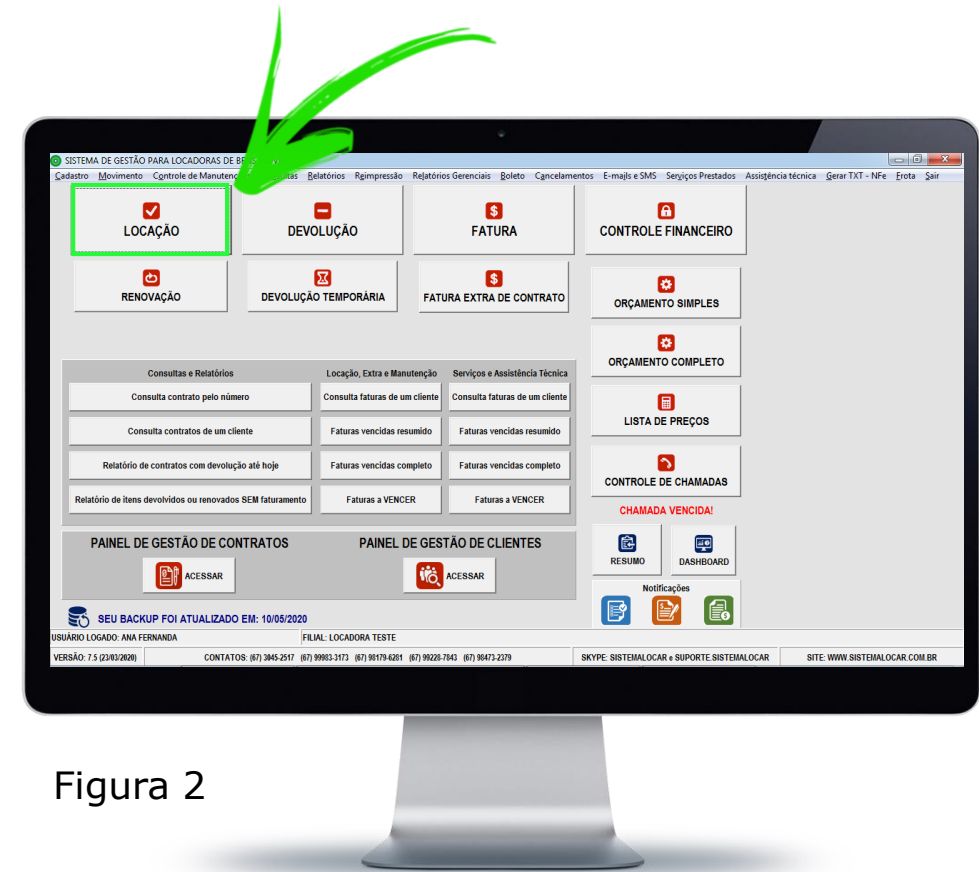 SISTEMA DE GESTÃO PARA LOCADORAS DE
Cadastro Movimento Controle de Relatórios Reimpressão Relatórios Gerenciais Boleto Cancelamentos E-mails e SMS Serviços Prestados Assistência técnica Gerar TXT - NFe Frota Sair
LOCAÇÃO DEVOLUÇÃO FATURA CONTROLE FINANCEIRO
RENOVAÇÃO DEVOLUÇÃO TEMPORÁRIA FATURA EXTRA DE CONTRATO ORÇAMENTO SIMPLES
ORÇAMENTO COMPLETO
Consultas e Relatórios Locação, Extra e Manutenção Serviços e Assistência Técnica
Consulta contrato pelo número Consulta faturas de um cliente Consulta faturas de um cliente
LISTA DE PREÇOS
Consulta contratos de um cliente Faturas vencidas resumido Faturas vencidas resumido
Relatório de contratos com devolução até hoje Faturas vencidas completo Faturas vencidas completo
CONTROLE DE CHAMADAS
Relatório de itens devolvidos ou renovados SEM faturamento Faturas a VENCER Faturas a VENCER
CHAMADA VENCIDA!
PAINEL DE GESTÃO DE CONTRATOS PAINEL DE GESTÃO DE CLIENTES
RESUMO DASHBOARD
ACESSAR ACESSAR
Notificações
SEU BACKUP FOI ATUALIZADO EM: 10/05/2020
USUÁRIO LOGADO: ANA FERNANDA FILIAL: LOCADORA TESTE
VERSÃO: 7.5 (23/03/2020) CONTATOS: (67) 3045-2517 (67) 99983-3173 (67) 98179-6281 (67) 99228-7843 (67) 98473-2379 SKYPE: SISTEMALOCAR e SUPORTE.SISTEMALOCAR SITE: WWW.SISTEMALOCAR.COM.BR
Figura 2